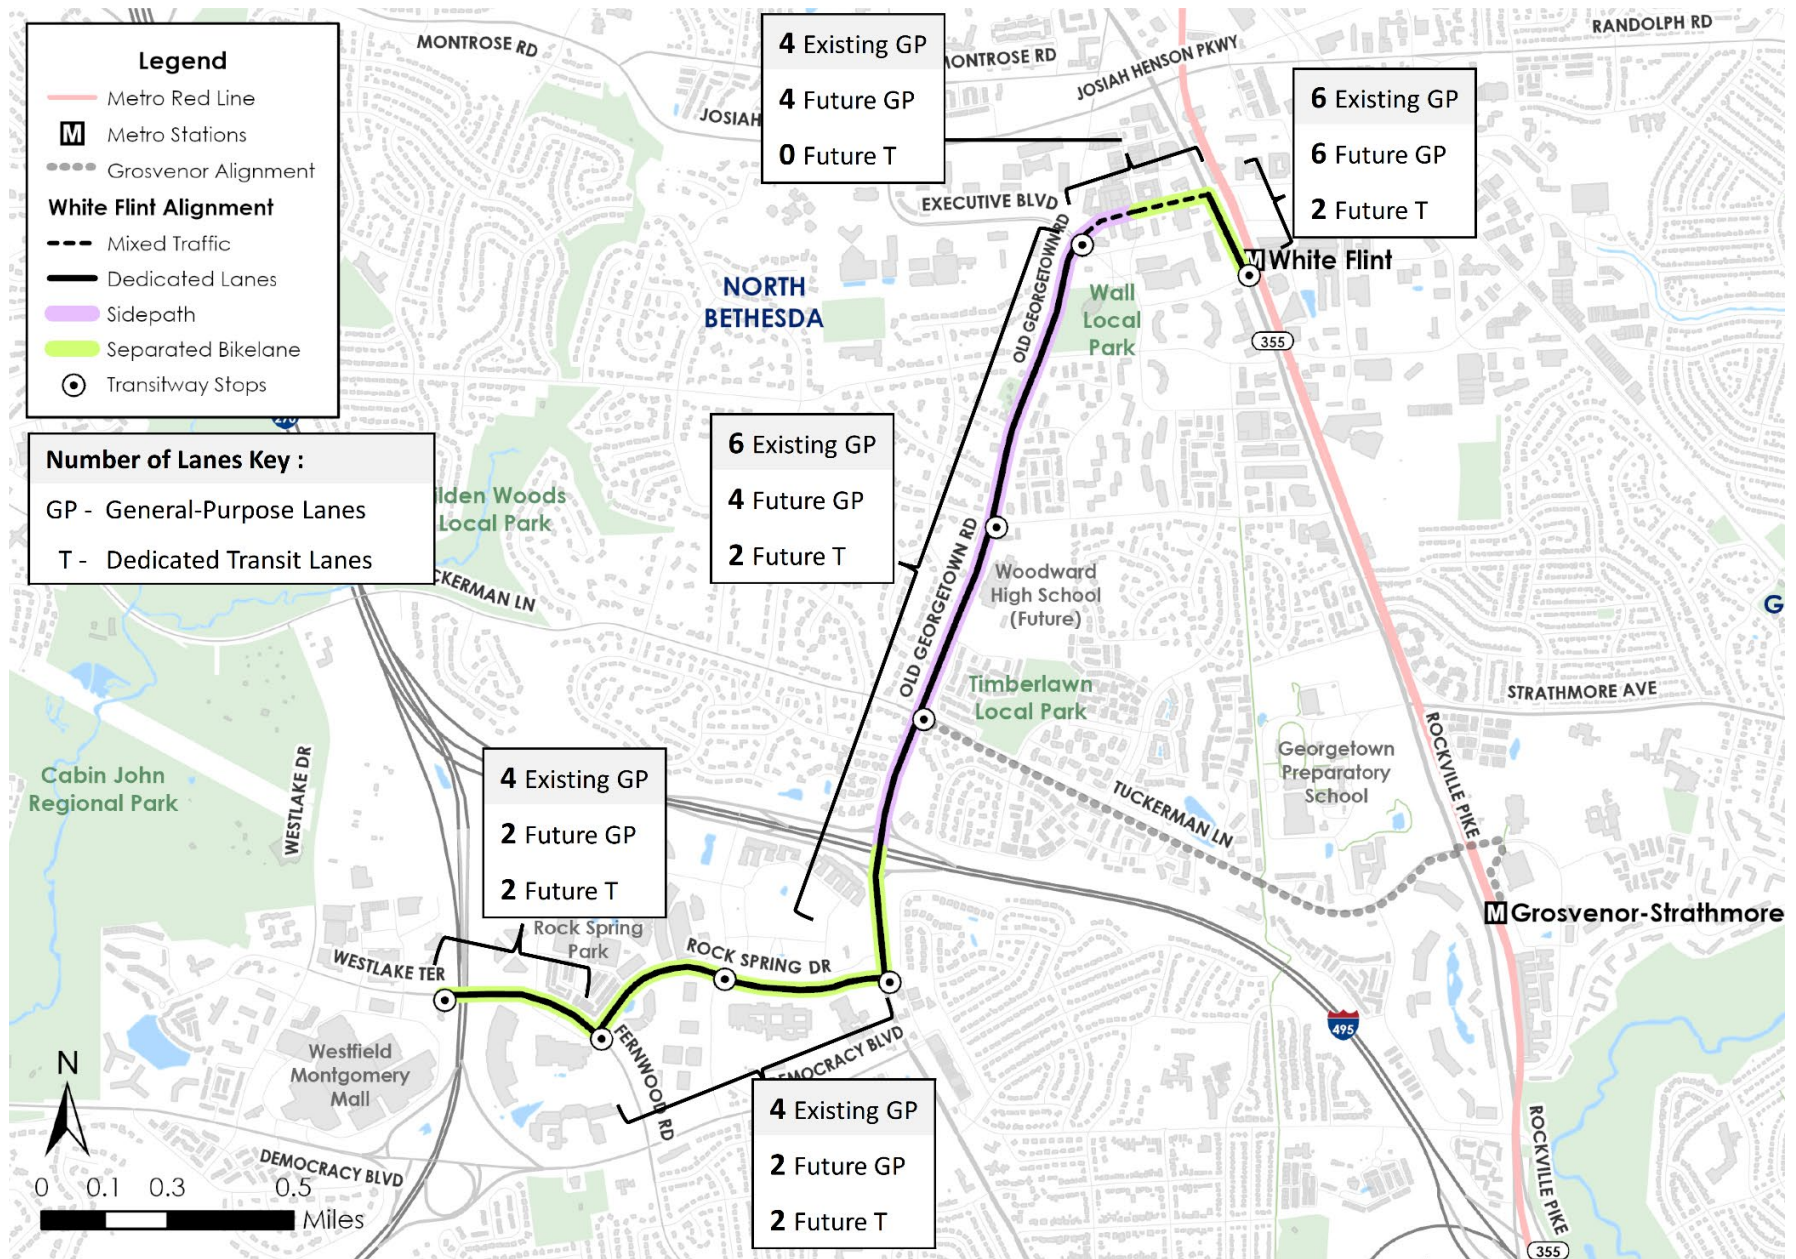 Legend
Metro Red Line
M Metro Stations
Grosvenor Alignment
White Flint Alignment
Mixed Traffic
Dedicated Lanes
Sidepath
Separated Bikelane
Transitway Stops
Number of Lanes Key :
GP - General-Purpose Lanes
T - Dedicated Transit Lanes
MONTROSE RD
4 Existing GP
4 Future GP
0 Future T
MONTROSE RD
JOSIAH HENSON PKWY
RANDOLPH RD
JOSIAH
6 Existing GP
6 Future GP
2 Future T
EXECUTIVE BLVD
OLD GEORGETOWN RD
M White Flint
NORTH
BETHESDA
Wall
Local
Park
355
270
6 Existing GP
4 Future GP
2 Future T
ilden Woods
Local Park
CKERMAN LN
OLD GEORGETOWN RD
Woodward
High School
(Future)
G
Timberlawn
Local Park
STRATHMORE AVE
ROCKVILLE PIKE
Georgetown
Preparatory
School
TUCKERMAN LN
Cabin John
Regional Park
WESTLAKE DR
4 Existing GP
2 Future GP
2 Future T
M Grosvenor-Strathmore
Rock Spring
Park
WESTLAKE TER
ROCK SPRING DR
495
FERNWOOD RD
EMOCRACY BLVD
Westfield
Montgomery
Mall
4 Existing GP
2 Future GP
2 Future T
N
DEMOCRACY BLVD
0 0.1 0.3 0.5
Miles
ROCKVILLE PIKE
355